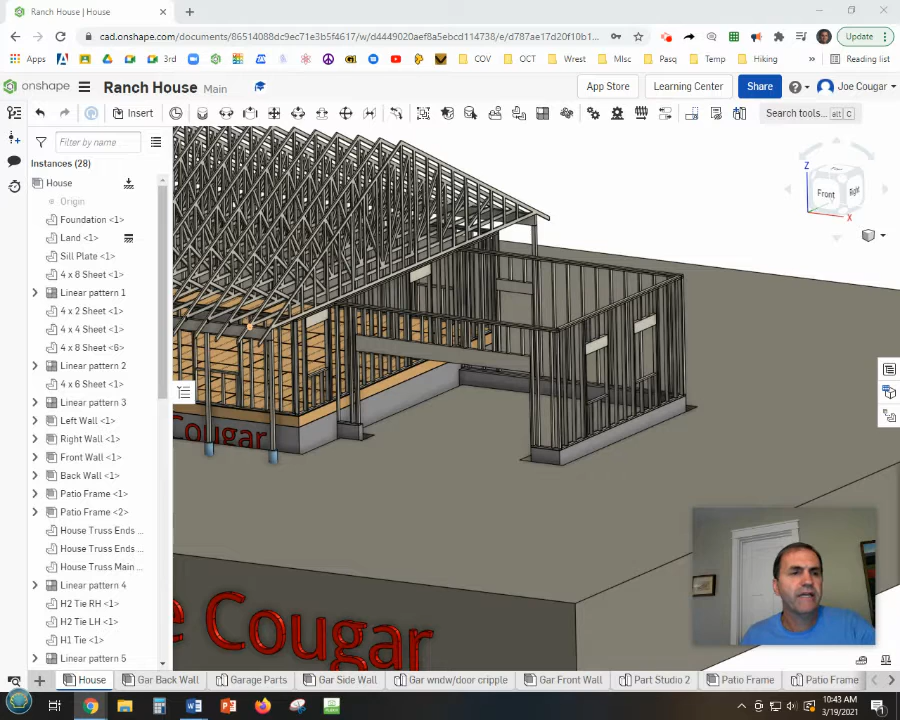 Ranch House | House
cad.onshape.com/documents/86514088dc9ec71e3b5f4617/w/d4449020aef8a5ebcd114738/e/d787ae17d20f10b1...
Update
Apps
3rd
COV
OCT
Wrest
MIsc
Pasq
Temp
Hiking
Reading list
onshape
Ranch House Main
App Store
Learning Center
Share
Joe Cougar
Insert
Search tools...
alt C
Filter by name
Instances (28)
House
Origin
Foundation <1>
Land <1>
Sill Plate <1>
4 x 8 Sheet <1>
Linear pattern 1
4 x 2 Sheet <1>
4 x 4 Sheet <1>
4 x 8 Sheet <6>
Linear pattern 2
4 x 6 Sheet <1>
Linear pattern 3
Left Wall <1>
Right Wall <1>
Front Wall <1>
Back Wall <1>
Patio Frame <1>
Patio Frame <2>
House Truss Ends ...
House Truss Ends ...
House Truss Main ...
Linear pattern 4
H2 Tie RH <1>
H2 Tie LH <1>
H1 Tie <1>
Linear pattern 5
Z
Front
Right
X
Cougar
e Cougar
House
Gar Back Wall
Garage Parts
Gar Side Wall
Gar wndw/door cripple
Gar Front Wall
Part Studio 2
Patio Frame
Patio Frame
10:43 AM
3/19/2021